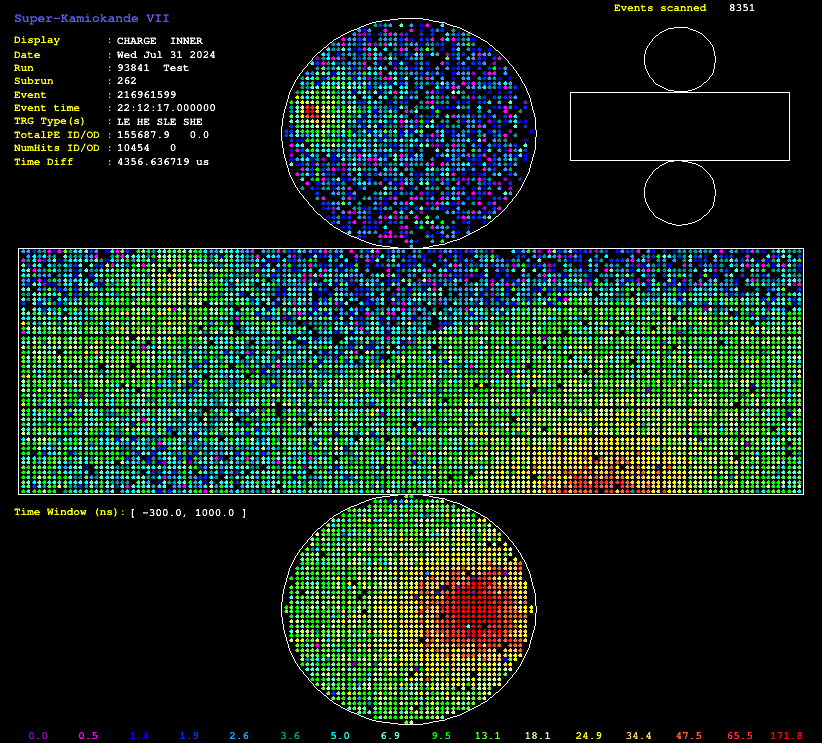 Super-Kamiokande VII
Events scanned 8351
Display : CHARGE INNER
Date : Wed Jul 31 2024
Run : 93841 Test
Subrun : 262
Event : 216961599
Event time : 22:12:17.000000
TRG Type(s) : LE HE SLE SHE
TotalPE ID/OD : 155687.9 0.0
NumHits ID/OD : 10454 0
Time Diff : 4356.636719 us
Time Window (ns): [ -300.0, 1000.0 ]
0.0 0.5 1.4 1.9 2.6 3.6 5.0 6.9 9.5 13.1 18.1 24.9 34.4 47.5 65.5 171.8